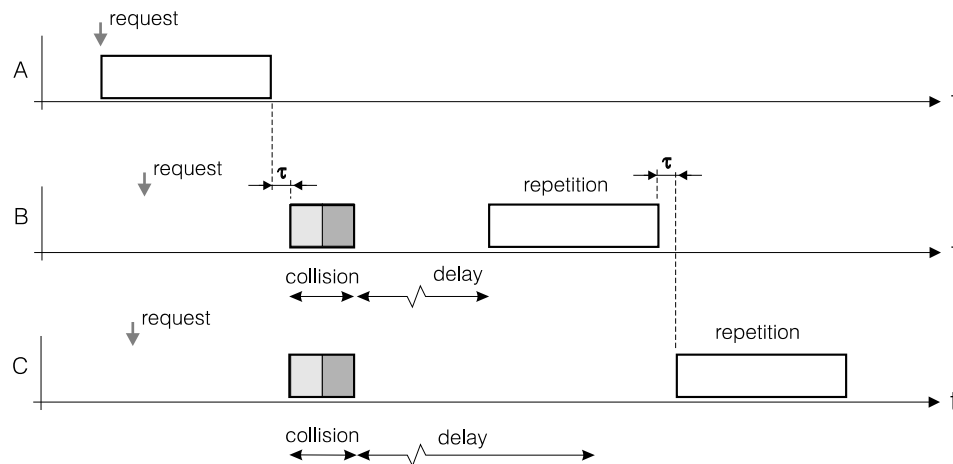 request
A
request
τ
τ
repetition
B
collision
delay
request
repetition
C
t
collision
delay